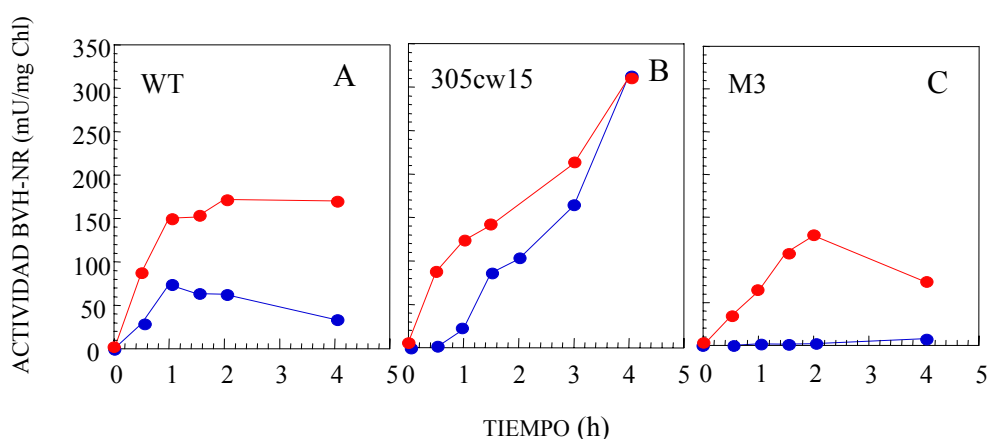 ACTIVIDAD BVH-NR (mU/mg Chl)
350
300
250
200
150
100
50
0
WT
A
305cw15
B
M3
C
0 1 2 3 4 5 0 1 2 3 4 5 0 1 2 3 4 5
TIEMPO (h)